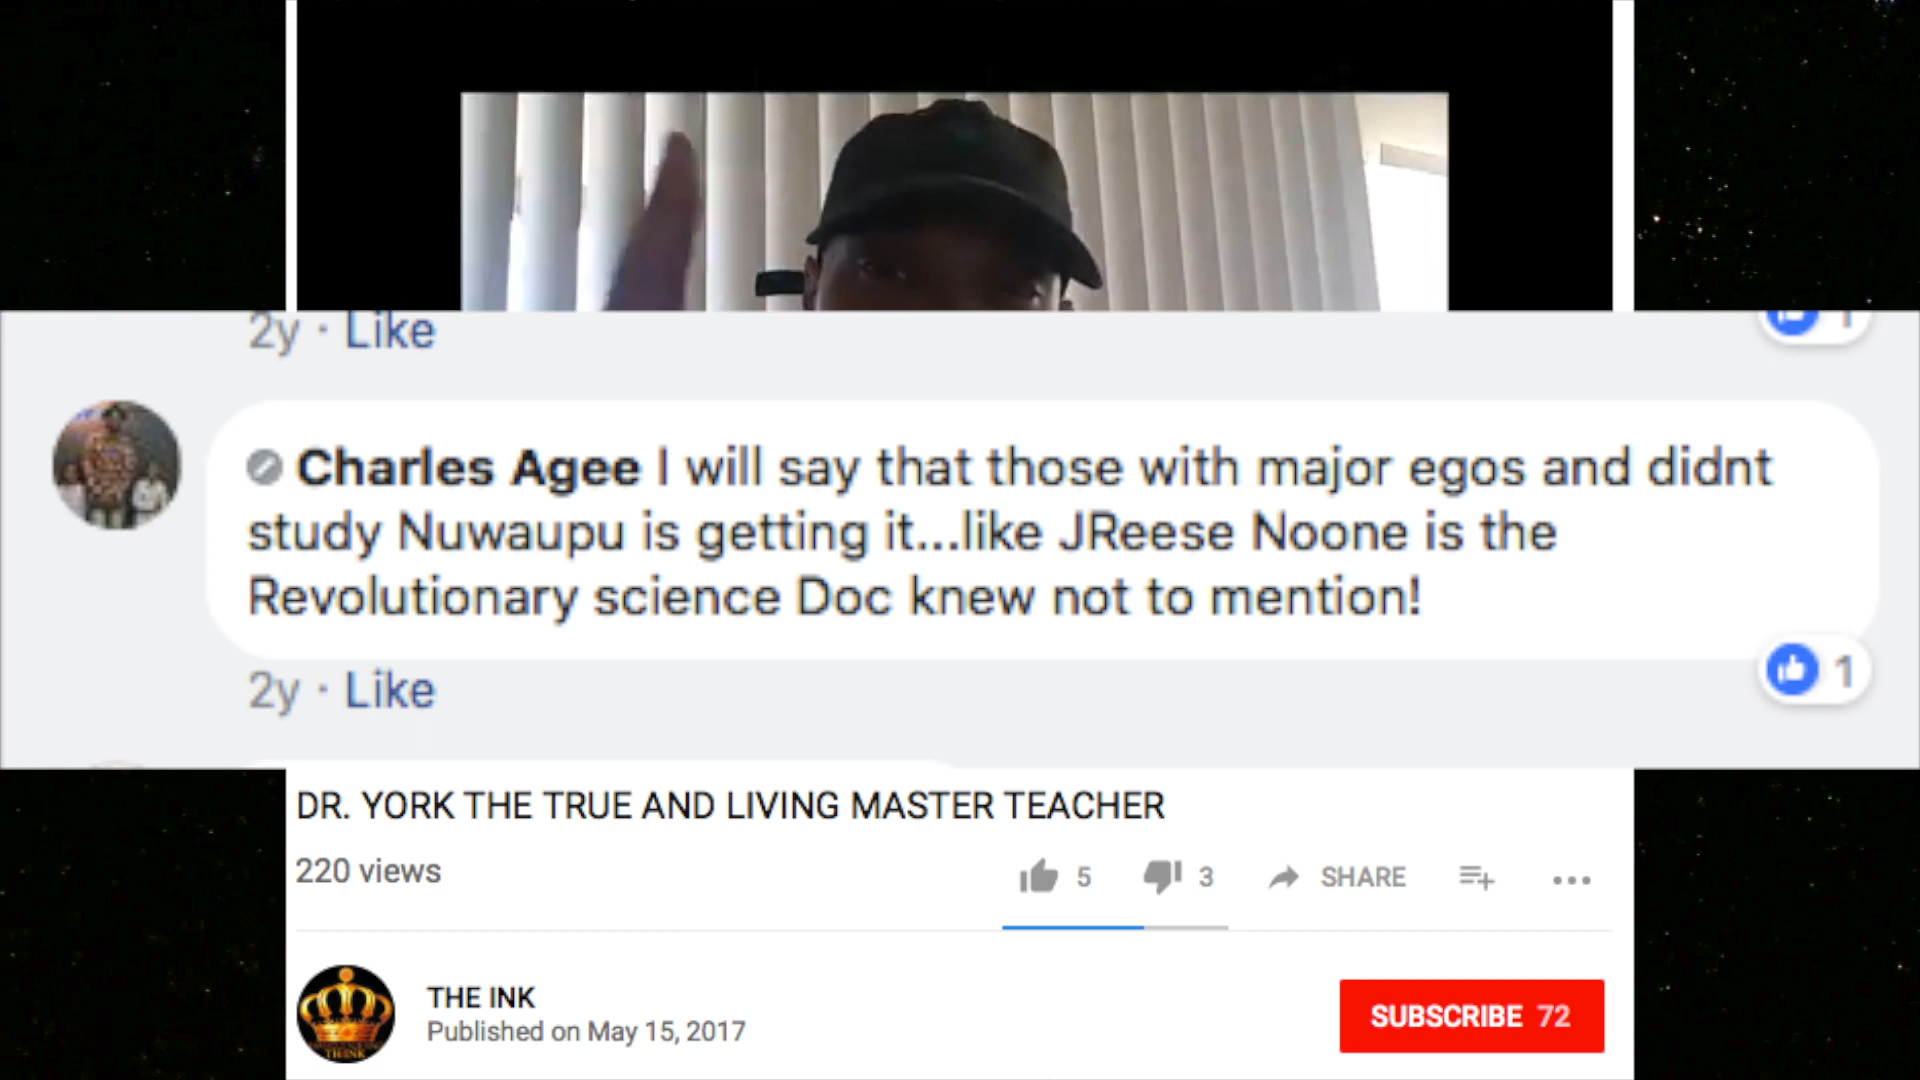 2y · Like
1
Charles Agee I will say that those with major egos and didnt
study Nuwaupu is getting it...like JReese Noone is the
Revolutionary science Doc knew not to mention!
2y · Like
1
DR. YORK THE TRUE AND LIVING MASTER TEACHER
220 views
5
3
SHARE
THE INK
Published on May 15, 2017
SUBSCRIBE 72